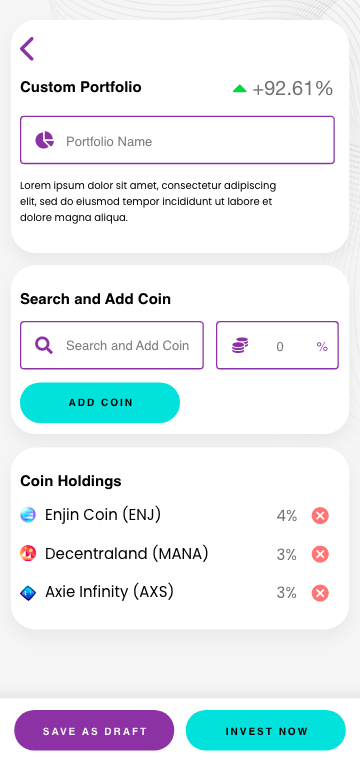 Custom Portfolio
+92.61%
Portfolio Name
Lorem ipsum dolor sit amet, consectetur adipiscing
elit, sed do eiusmod tempor incididunt ut labore et
dolore magna aliqua.
Search and Add Coin
Search and Add Coin
0 %
ADD COIN
Coin Holdings
Enjin Coin (ENJ) 4%
Decentraland (MANA) 3%
Axie Infinity (AXS) 3%
SAVE AS DRAFT
INVEST NOW